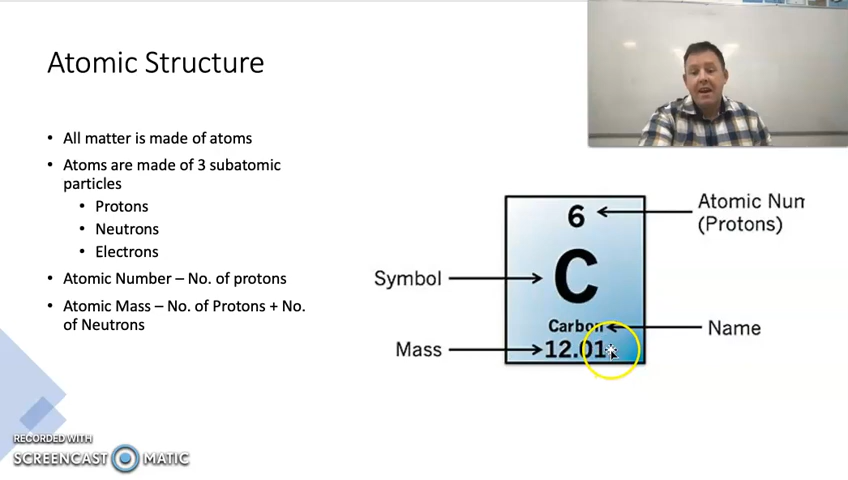 Atomic Structure
• All matter is made of atoms
• Atoms are made of 3 subatomic
particles
• Protons
• Neutrons
• Electrons
• Atomic Number – No. of protons
• Atomic Mass – No. of Protons + No.
of Neutrons
6
Atomic Num
(Protons)
Symbol
C
Carbon
Name
Mass
12.01
RECORDED WITH
SCREENCAST MATIC